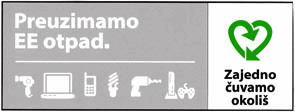 Preuzimamo
EE otpad.
Zajedno
čuvamo
okoliš